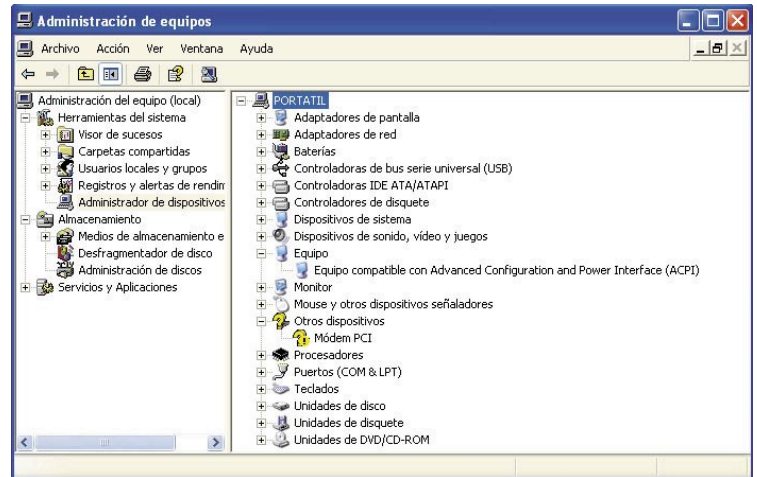 Administración de equipos
Archivo Acción Ver Ventana Ayuda
Administración del equipo (local)
Herramientas del sistema
Visor de sucesos
Carpetas compartidas
Usuarios locales y grupos
Registros y alertas de rendin
Administrador de dispositivos
Almacenamiento
Medios de almacenamiento e
Desfragmentador de disco
Administración de discos
Servicios y Aplicaciones
PORTATIL
Adaptadores de pantalla
Adaptadores de red
Baterías
Controladoras de bus serie universal (USB)
Controladoras IDE ATA/ATAPI
Controladores de disquete
Dispositivos de sistema
Dispositivos de sonido, vídeo y juegos
Equipo
Equipo compatible con Advanced Configuration and Power Interface (ACPI)
Monitor
Mouse y otros dispositivos señaladores
Otros dispositivos
Módem PCI
Procesadores
Puertos (COM & LPT)
Teclados
Unidades de disco
Unidades de disquete
Unidades de DVD/CD-ROM